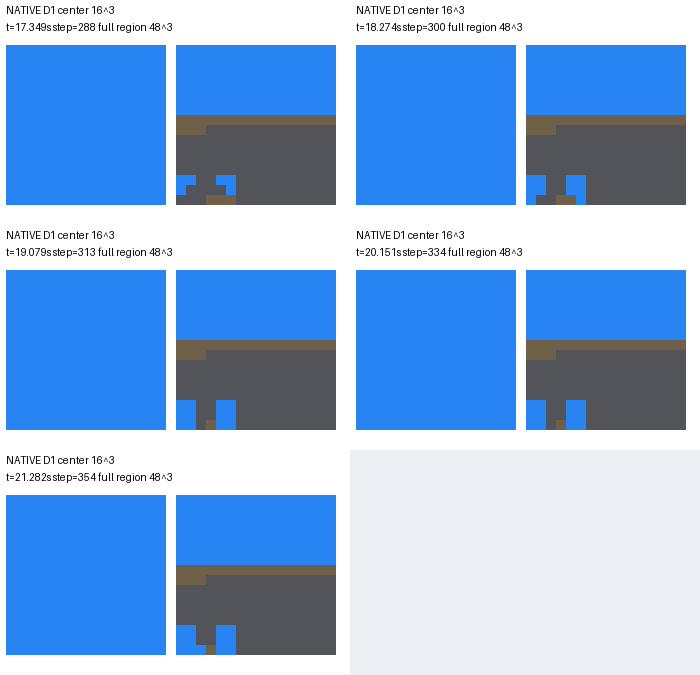 NATIVE D1 center 16^3
t=17.349sstep=288 full region 48^3
NATIVE D1 center 16^3
t=18.274sstep=300 full region 48^3
NATIVE D1 center 16^3
t=19.079sstep=313 full region 48^3
NATIVE D1 center 16^3
t=20.151sstep=334 full region 48^3
NATIVE D1 center 16^3
t=21.282sstep=354 full region 48^3